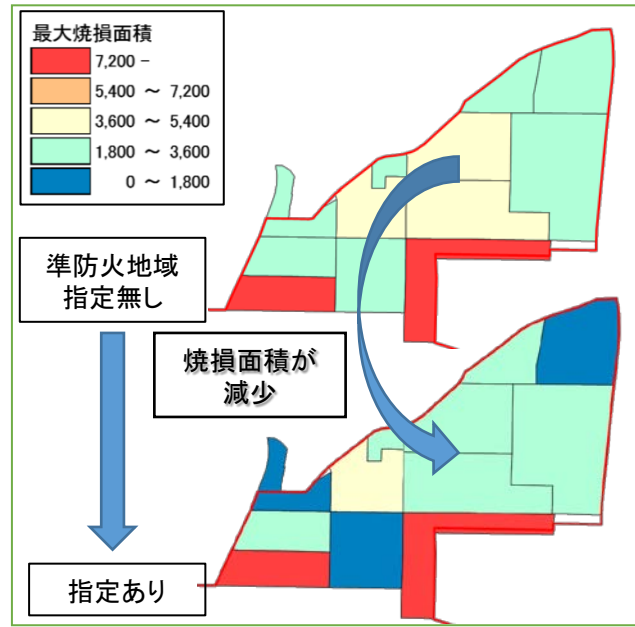 最大焼損面積
7,200 -
5,400 ～ 7,200
3,600 ～ 5,400
1,800 ～ 3,600
0 ～ 1,800
準防火地域
指定無し
焼損面積が
減少
指定あり